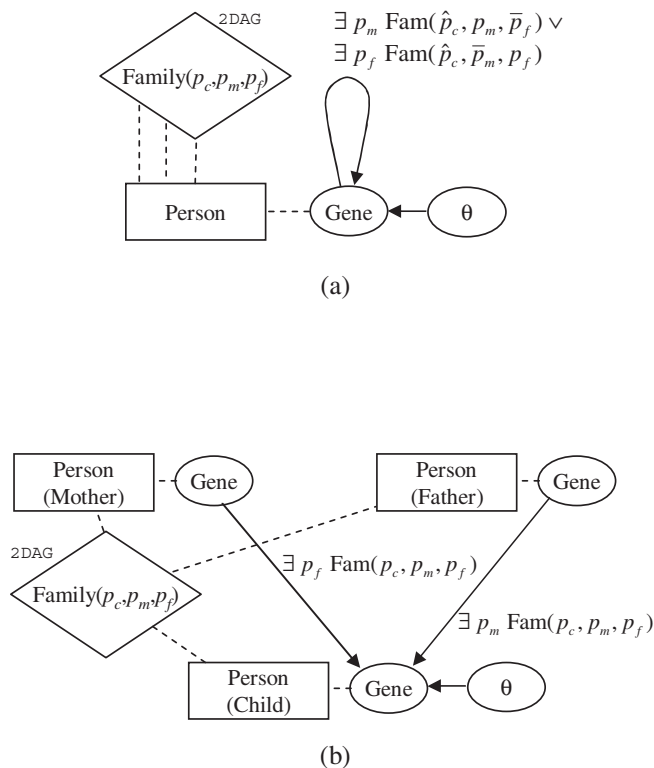 2DAG
∃ p_m Fam(p̂_c, p_m, p̄_f) ∨
∃ p_f Fam(p̂_c, p̄_m, p_f)
Family(p_c,p_m,p_f)
Person
Gene
θ
(a)
Person
(Mother)
Gene
Person
(Father)
Gene
2DAG
Family(p_c,p_m,p_f)
∃ p_f Fam(p_c, p_m, p_f)
∃ p_m Fam(p_c, p_m, p_f)
Person
(Child)
Gene
θ
(b)